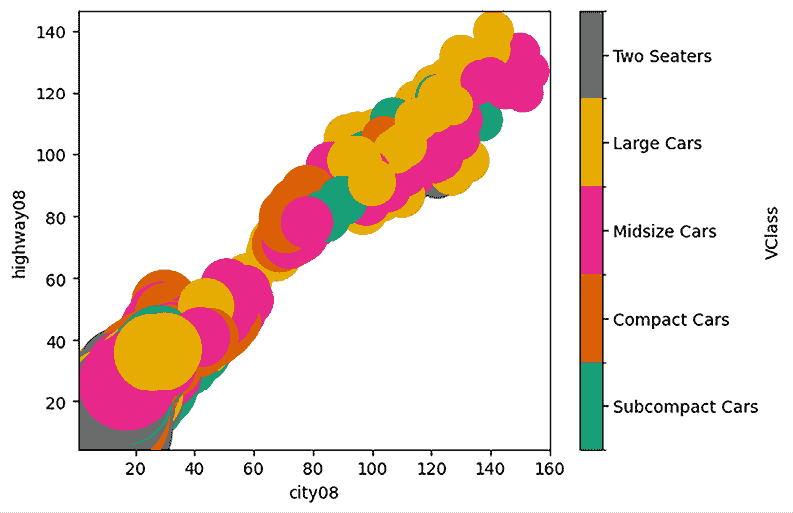 140
120
100
80
60
40
20
highway08
20 40 60 80 100 120 140 160
city08
Two Seaters
Large Cars
Midsize Cars
Compact Cars
Subcompact Cars
VClass